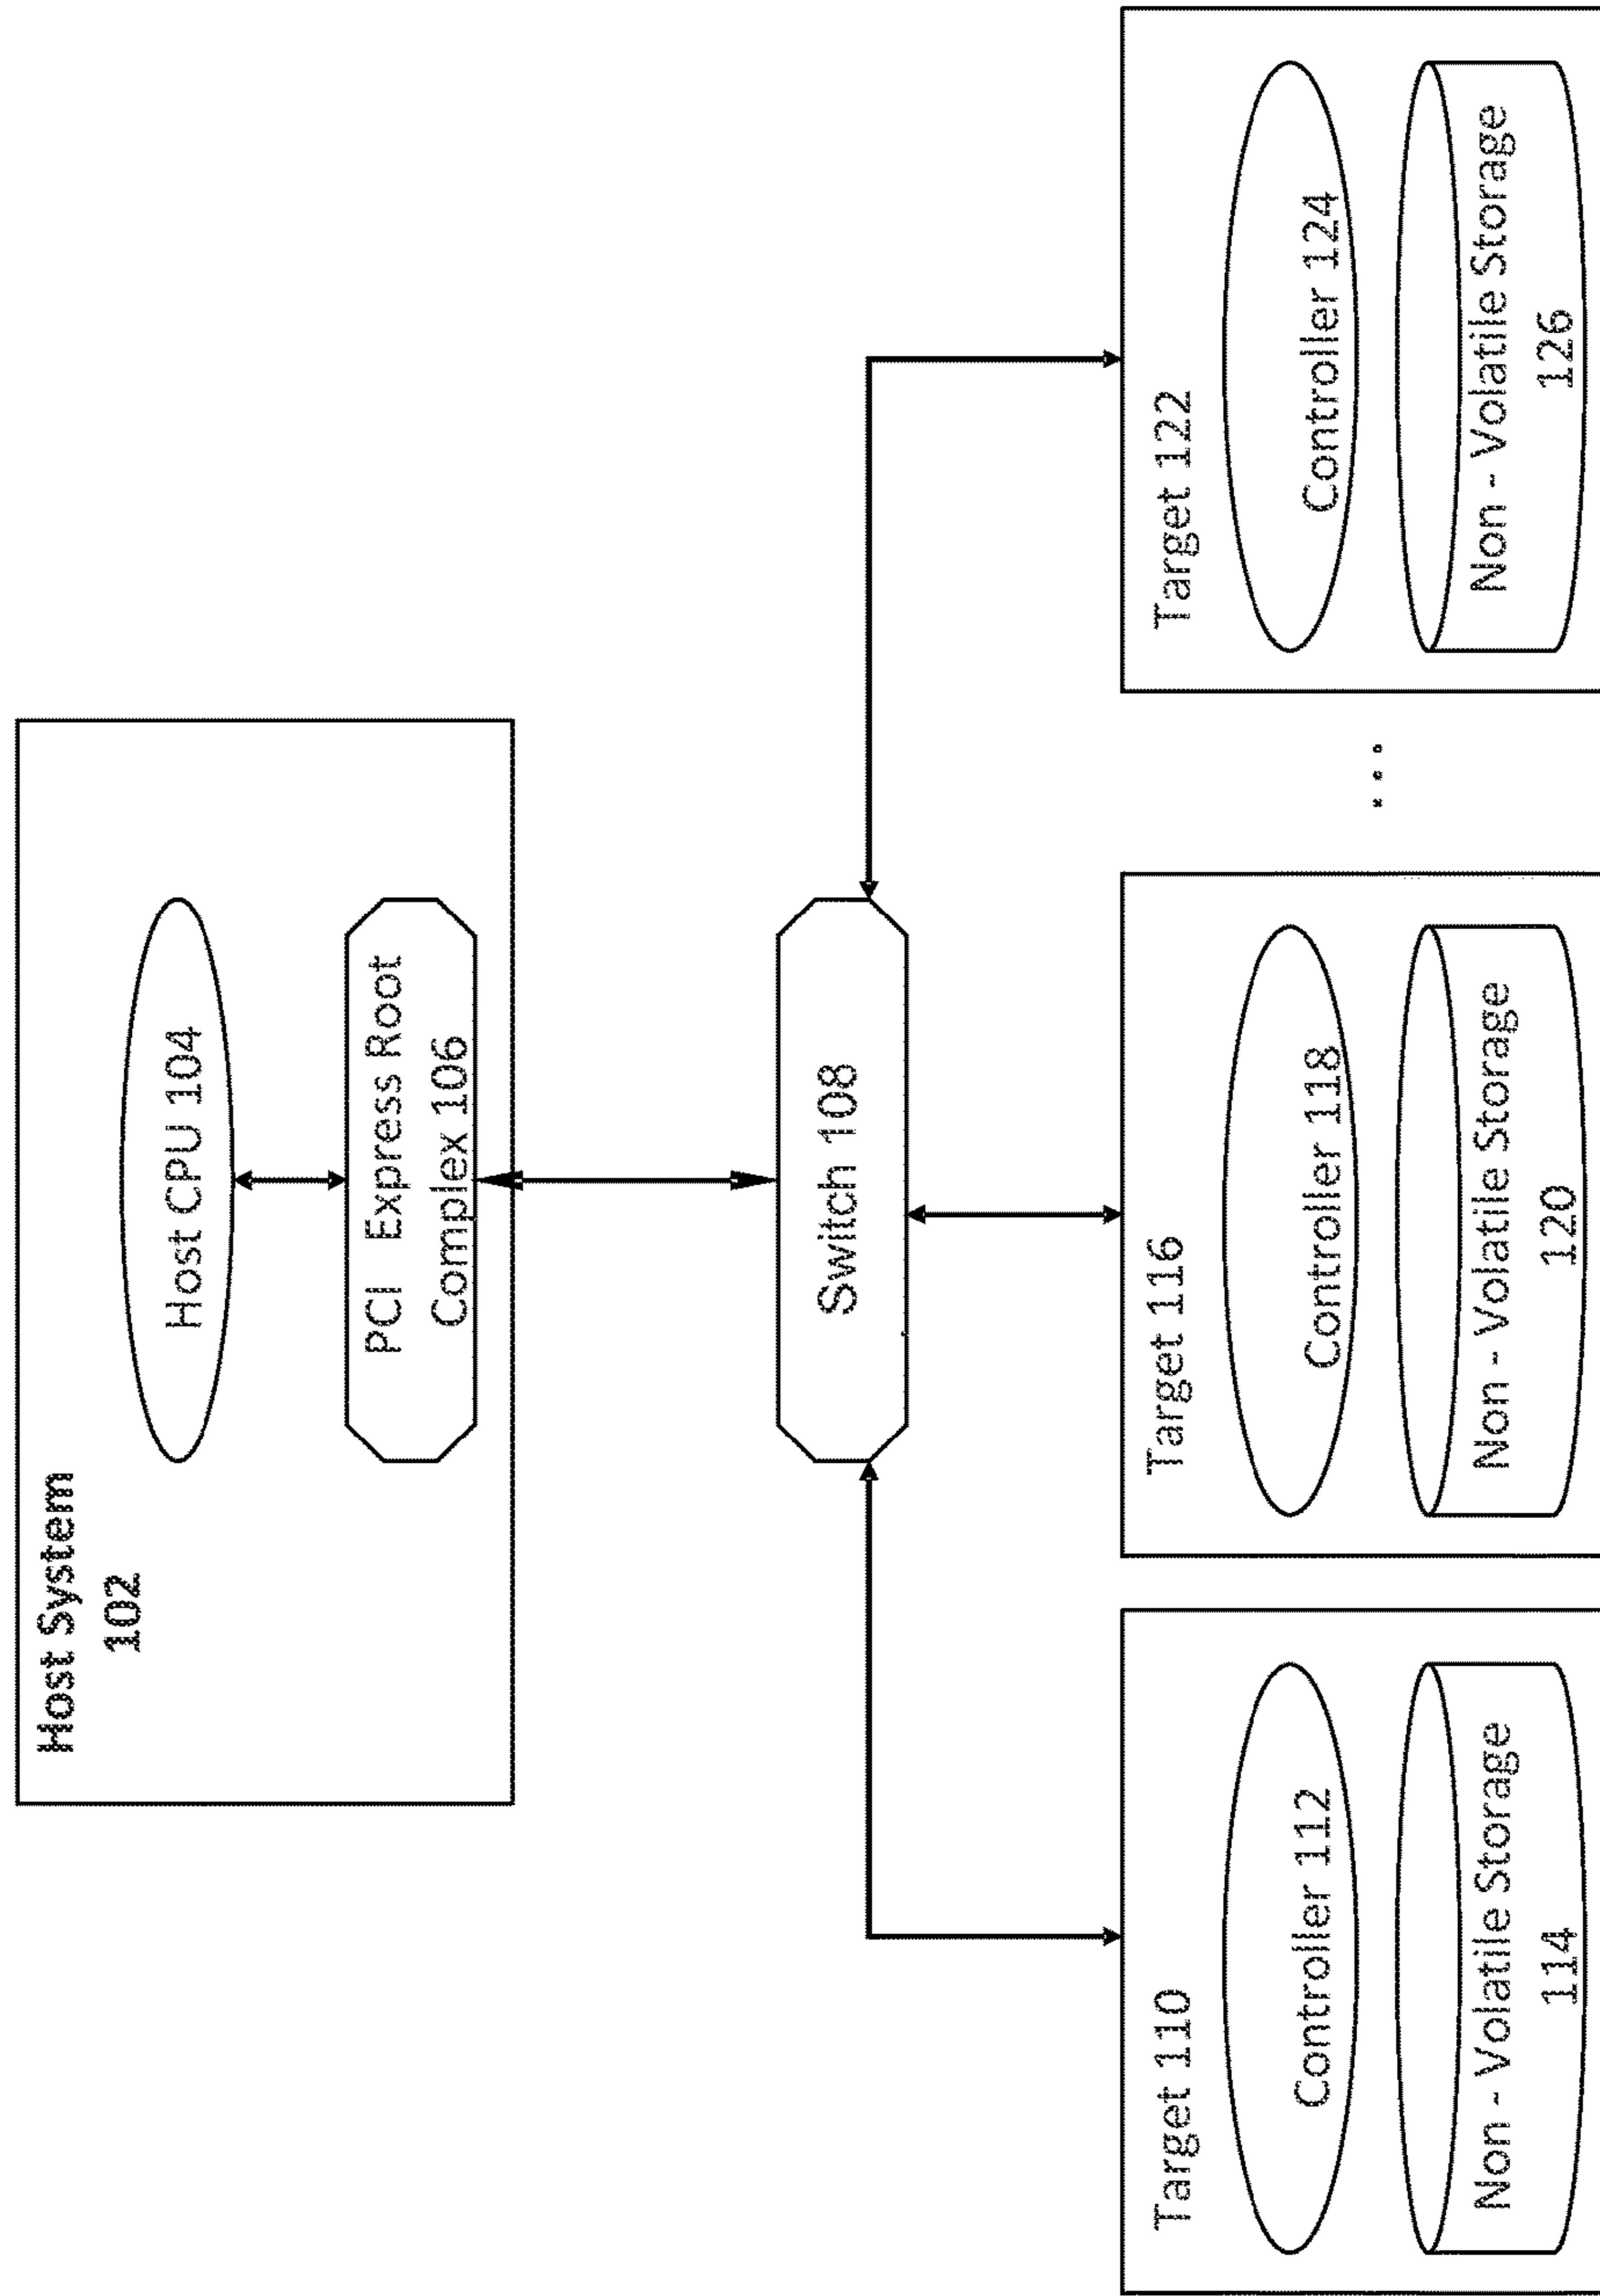 Host System
102
Host CPU 104
PCI Express Root
Complex 106
Switch 108
Target 110
Controller 112
Non - Volatile Storage
114
Target 116
Controller 118
Non - Volatile Storage
120
...
Target 122
Controller 124
Non - Volatile Storage
126